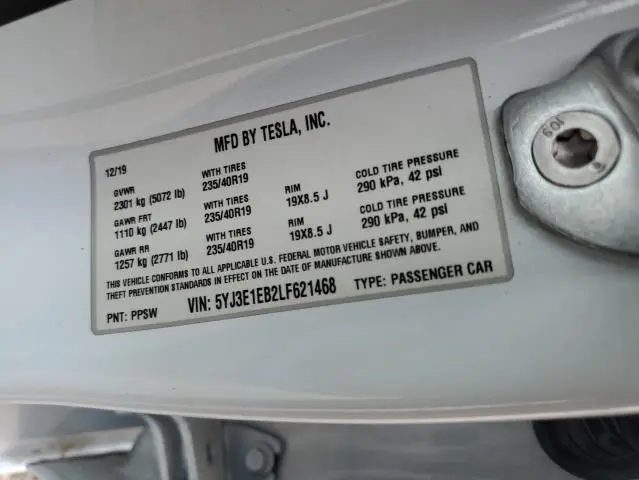 MFD BY TESLA, INC.
12/19
GVWR
2301 kg (5072 lb) WITH TIRES 235/40R19 RIM 19X8.5 J COLD TIRE PRESSURE 290 kPa, 42 psi
GAWR FRT
1110 kg (2447 lb) WITH TIRES 235/40R19 RIM 19X8.5 J COLD TIRE PRESSURE 290 kPa, 42 psi
GAWR RR
1257 kg (2771 lb) WITH TIRES 235/40R19
THIS VEHICLE CONFORMS TO ALL APPLICABLE U.S. FEDERAL MOTOR VEHICLE SAFETY, BUMPER, AND
THEFT PREVENTION STANDARDS IN EFFECT ON THE DATE OF MANUFACTURE SHOWN ABOVE.
PNT: PPSW VIN: 5YJ3E1EB2LF621468 TYPE: PASSENGER CAR
109